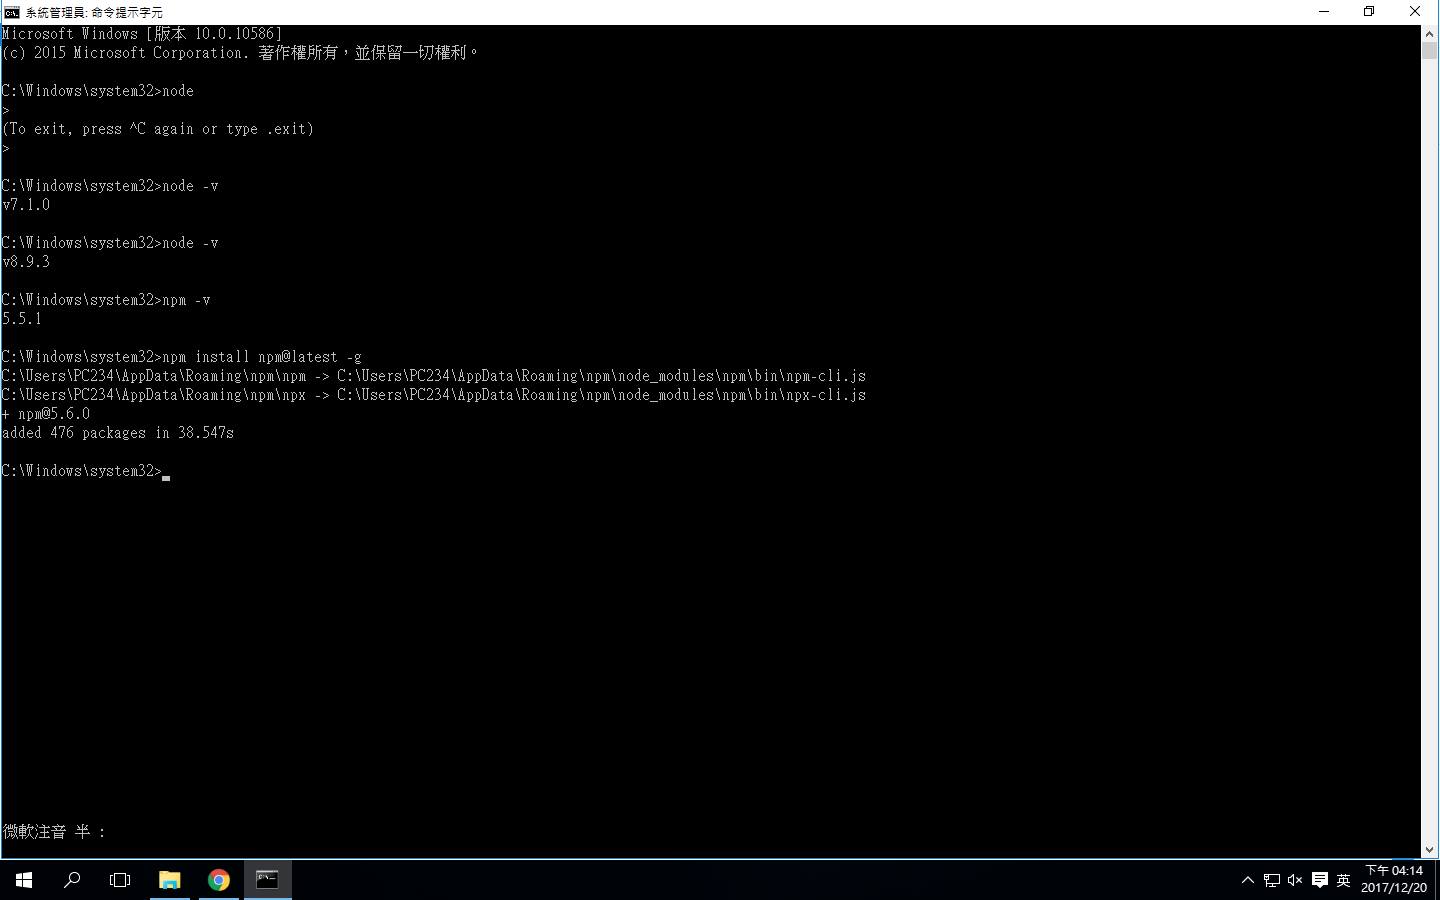 系統管理員: 命令提示字元
Microsoft Windows [版本 10.0.10586]
(c) 2015 Microsoft Corporation. 著作權所有，並保留一切權利。
C:\Windows\system32>node
>
(To exit, press ^C again or type .exit)
>
C:\Windows\system32>node -v
v7.1.0
C:\Windows\system32>node -v
v8.9.3
C:\Windows\system32>npm -v
5.5.1
C:\Windows\system32>npm install npm@latest -g
C:\Users\PC234\AppData\Roaming\npm\npm -> C:\Users\PC234\AppData\Roaming\npm\node_modules\npm\bin\npm-cli.js
C:\Users\PC234\AppData\Roaming\npm\npx -> C:\Users\PC234\AppData\Roaming\npm\node_modules\npm\bin\npx-cli.js
+ npm@5.6.0
added 476 packages in 38.547s
C:\Windows\system32>
微軟注音 半 :
英
下午 04:14
2017/12/20